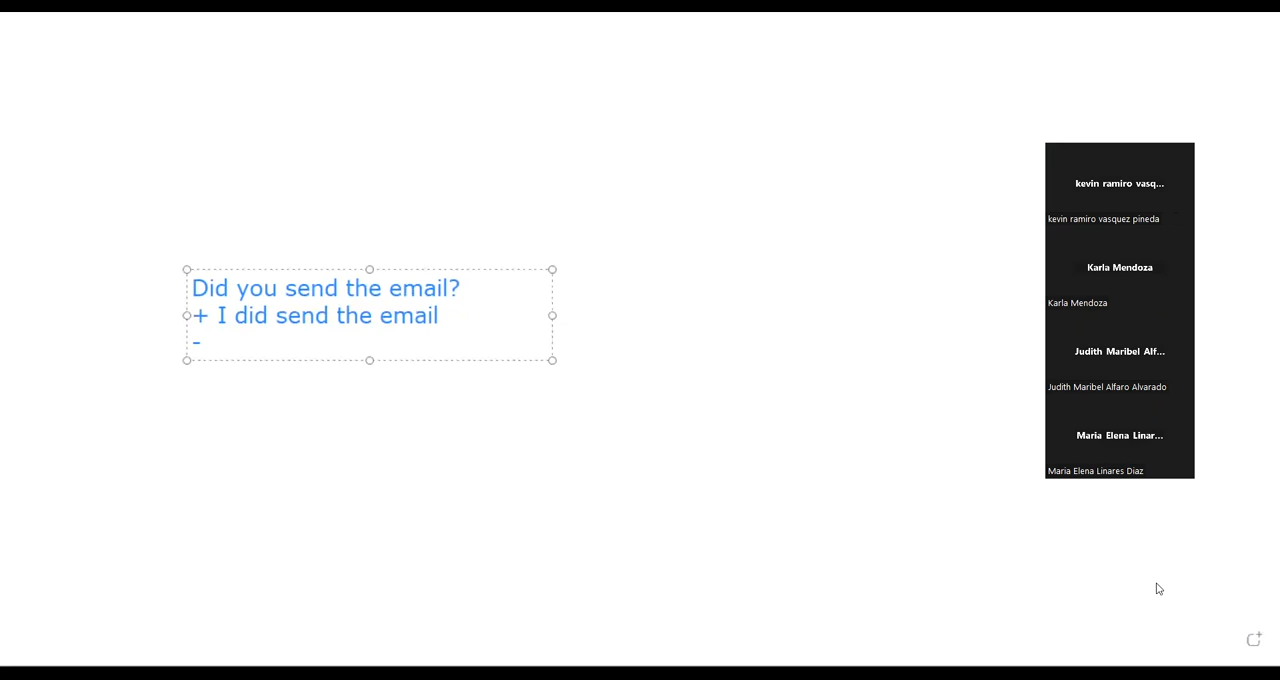 Did you send the email?
+ I did send the email
-
kevin ramiro vasq...
kevin ramiro vasquez pineda
Karla Mendoza
Karla Mendoza
Judith Maribel Alf...
Judith Maribel Alfaro Alvarado
Maria Elena Linar...
Maria Elena Linares Diaz